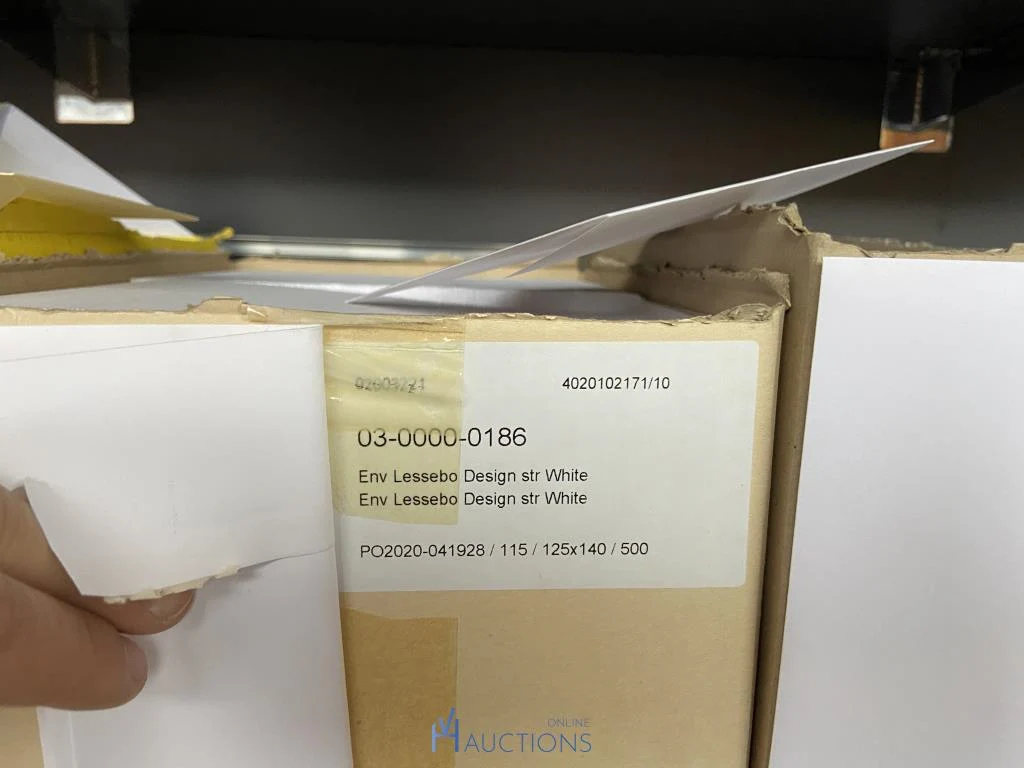 4020102171/10
03-0000-0186
Env Lessebo Design str White
Env Lessebo Design str White
PO2020-041928 / 115 / 125x140 / 500
ONLINE
AUCTIONS